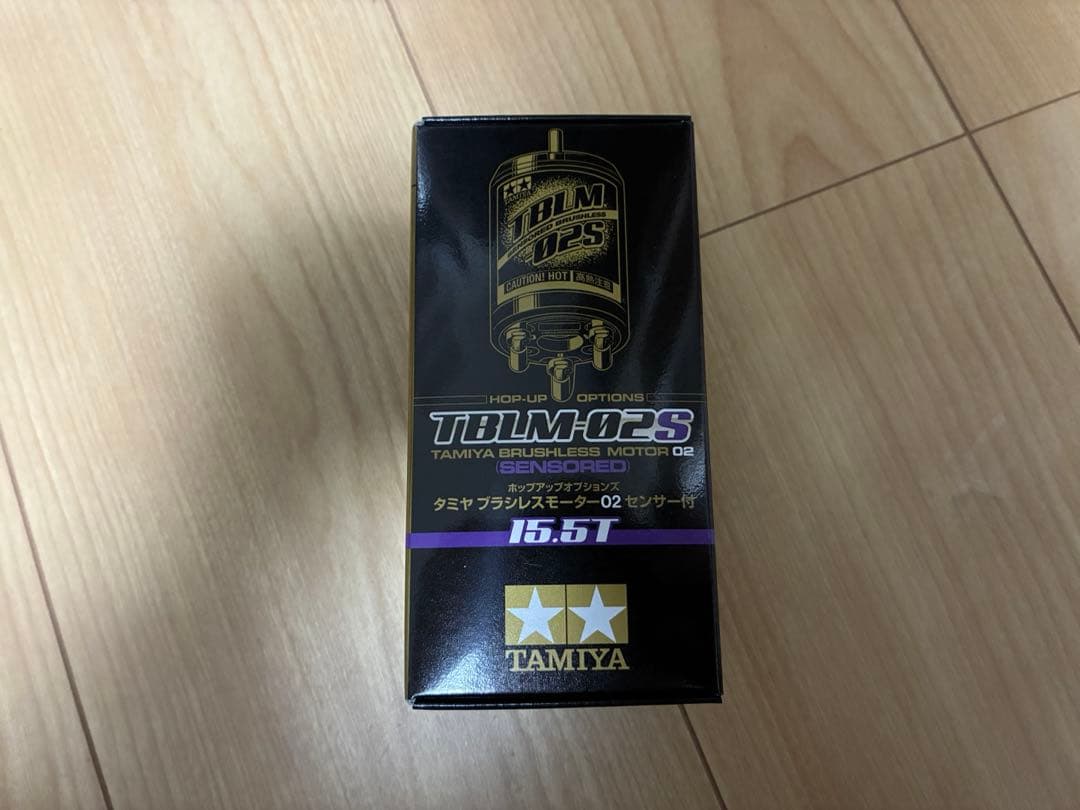 TAMIYA
TBLM
SENSORED BRUSHLESS
02S
CAUTION! HOT 高熱注意
HOP-UP OPTIONS
TBLM-02S
TAMIYA BRUSHLESS MOTOR 02
(SENSORED)
ホップアップオプションズ
タミヤ ブラシレスモーター02 センサー付
15.5T
TAMIYA